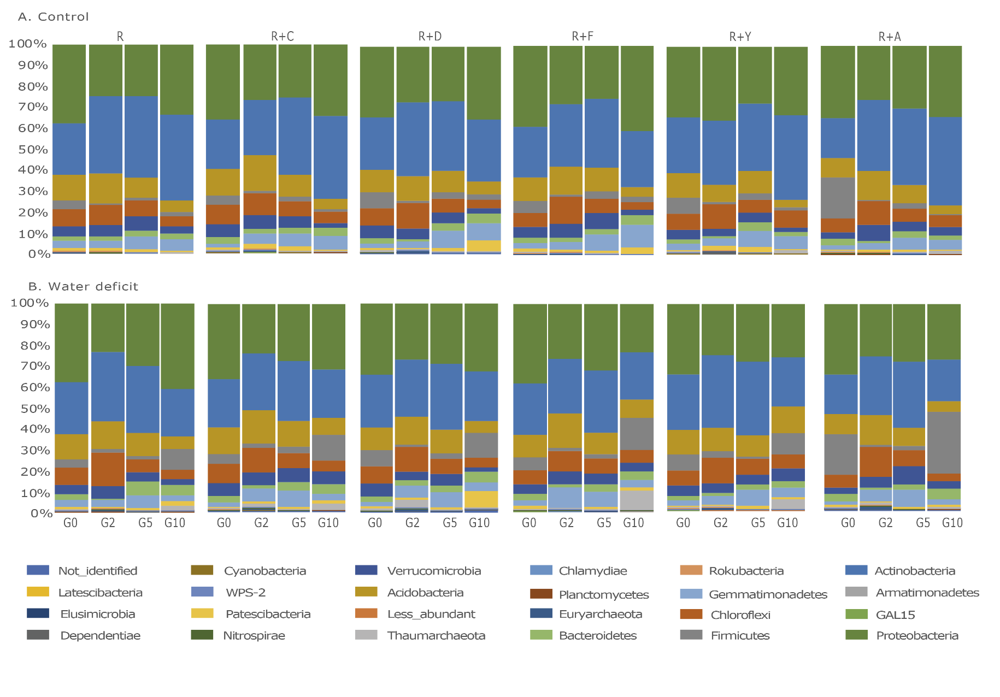 A. Control
R R+C R+D R+F R+Y R+A
100%
90%
80%
70%
60%
50%
40%
30%
20%
10%
0%
B. Water deficit
100%
90%
80%
70%
60%
50%
40%
30%
20%
10%
0%
G0 G2 G5 G10 G0 G2 G5 G10 G0 G2 G5 G10 G0 G2 G5 G10 G0 G2 G5 G10 G0 G2 G5 G10
Not_identified Cyanobacteria Verrucomicrobia Chlamydiae Rokubacteria Actinobacteria
Latescibacteria WPS-2 Acidobacteria Planctomycetes Gemmatimonadetes Armatimonadetes
Elusimicrobia Patescibacteria Less_abundant Euryarchaeota Chloroflexi GAL15
Dependentiae Nitrospirae Thaumarchaeota Bacteroidetes Firmicutes Proteobacteria